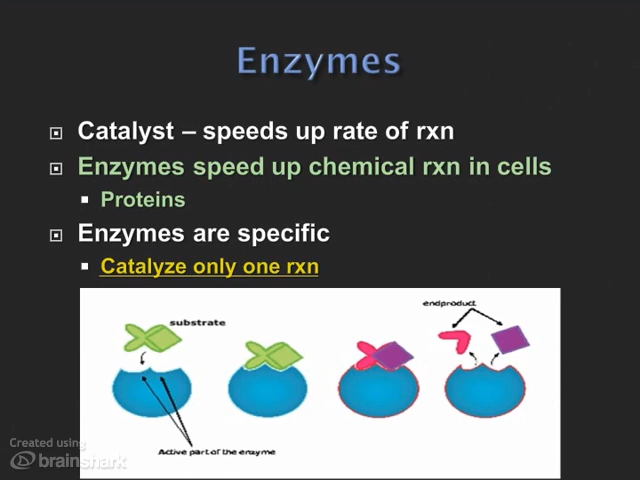 Enzymes
Catalyst – speeds up rate of rxn
Enzymes speed up chemical rxn in cells
Proteins
Enzymes are specific
Catalyze only one rxn
endproduct
substrate
Active part of the enzyme
Created using
brainshark